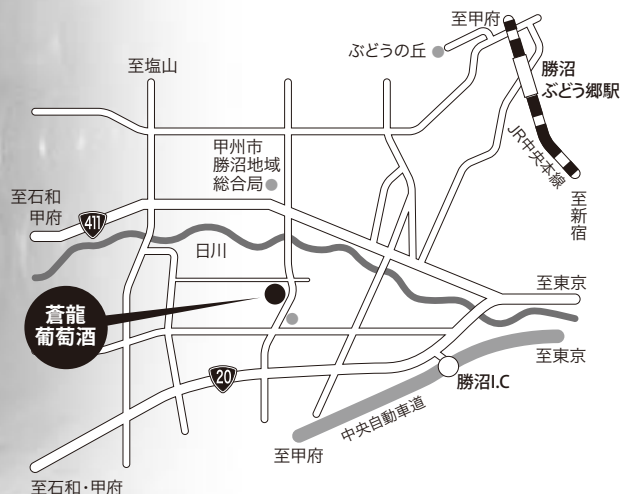 至甲府
ぶどうの丘
至塩山
勝沼
ぶどう郷駅
JR中央本線
甲州市
勝沼地域
総合局
至新宿
至石和
甲府
411
日川
至東京
蒼龍
葡萄酒
至東京
20
勝沼I.C
中央自動車道
至甲府
至石和・甲府